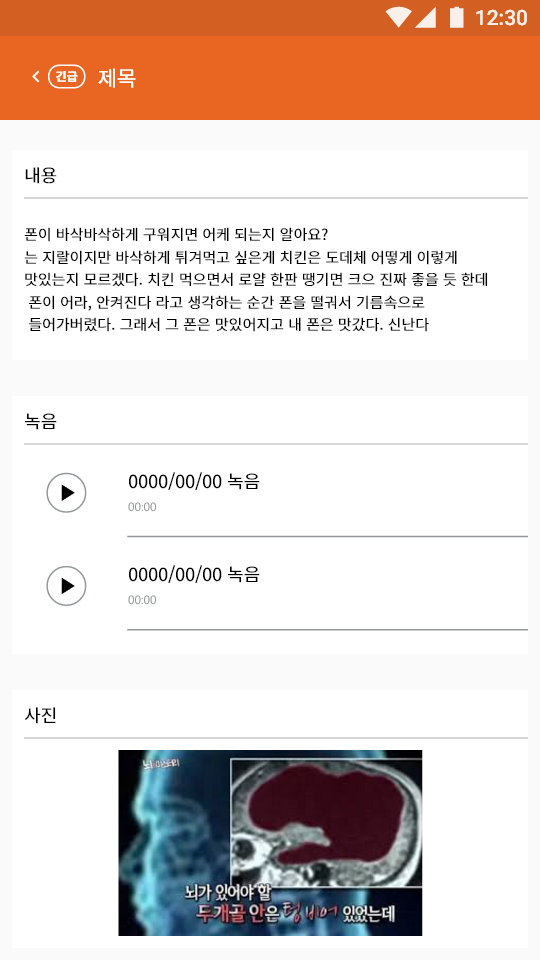 12:30
긴급 제목
내용
폰이 바삭바삭하게 구워지면 어케 되는지 알아요?
는 지랄이지만 바삭하게 튀겨먹고 싶은게 치킨은 도데체 어떻게 이렇게
맛있는지 모르겠다. 치킨 먹으면서 로얄 한판 땡기면 크으 진짜 좋을 듯 한데
폰이 어라, 안켜진다 라고 생각하는 순간 폰을 떨궈서 기름속으로
들어가버렸다. 그래서 그 폰은 맛있어지고 내 폰은 맛갔다. 신난다
녹음
0000/00/00 녹음
00:00
0000/00/00 녹음
00:00
사진
뇌가 있어야 할
두개골 안은 텅 비어 있었는데